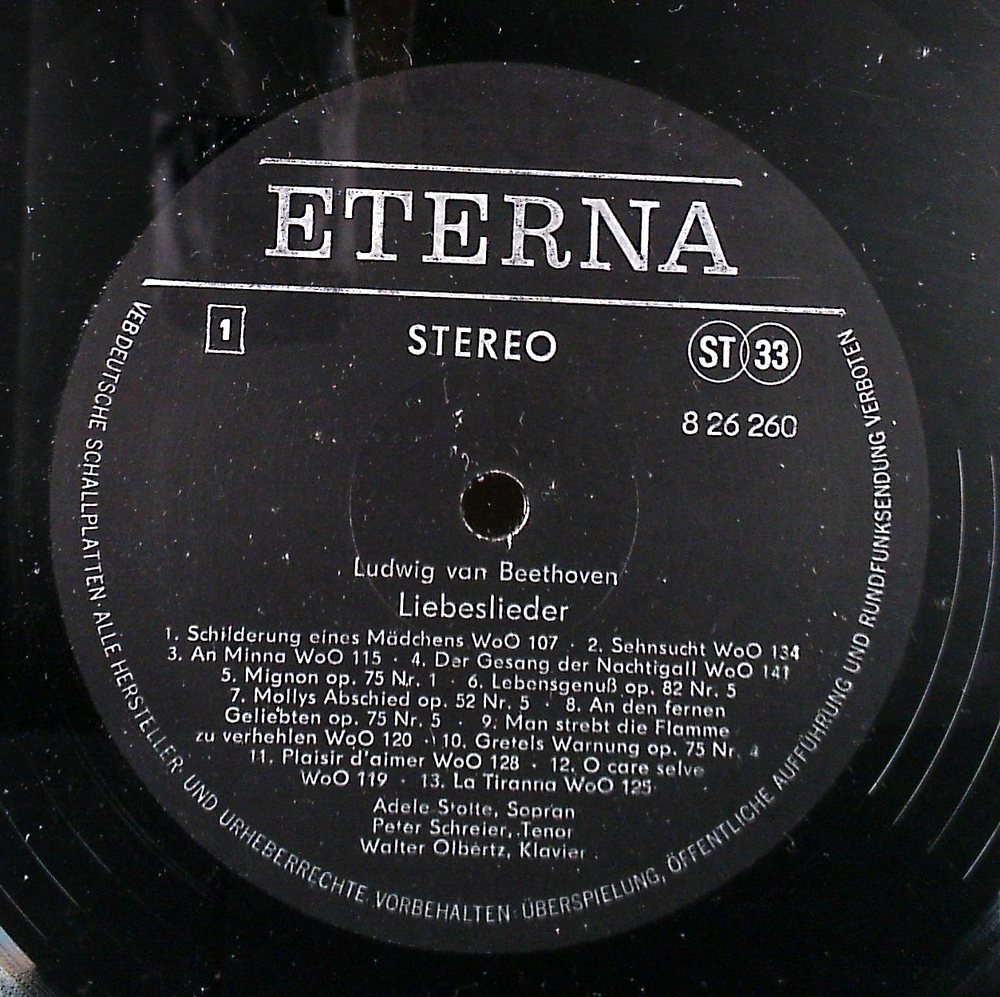 ETERNA
1
STEREO
ST 33
8 26 260
Ludwig van Beethoven
Liebeslieder
1. Schilderung eines Mädchens WoO 107 · 2. Sehnsucht WoO 134
3. An Minna WoO 115 · 4. Der Gesang der Nachtigall WoO 141
5. Mignon op. 75 Nr. 1 · 6. Lebensgenuß op. 82 Nr. 5
7. Mollys Abschied op. 52 Nr. 5 · 8. An den fernen
Geliebten op. 75 Nr. 5 · 9. Man strebt die Flamme
zu verhehlen WoO 120 · 10. Gretels Warnung op. 75 Nr. 4
11. Plaisir d'aimer WoO 128 · 12. O care selve
WoO 119 · 13. La Tiranna WoO 125
Adele Stolte, Sopran
Peter Schreier, Tenor
Walter Olbertz, Klavier
VEB DEUTSCHE SCHALLPLATTEN · ALLE HERSTELLER- UND URHEBERRECHTE VORBEHALTEN · ÜBERSPIELUNG, ÖFFENTLICHE AUFFÜHRUNG UND RUNDFUNKSENDUNG VERBOTEN